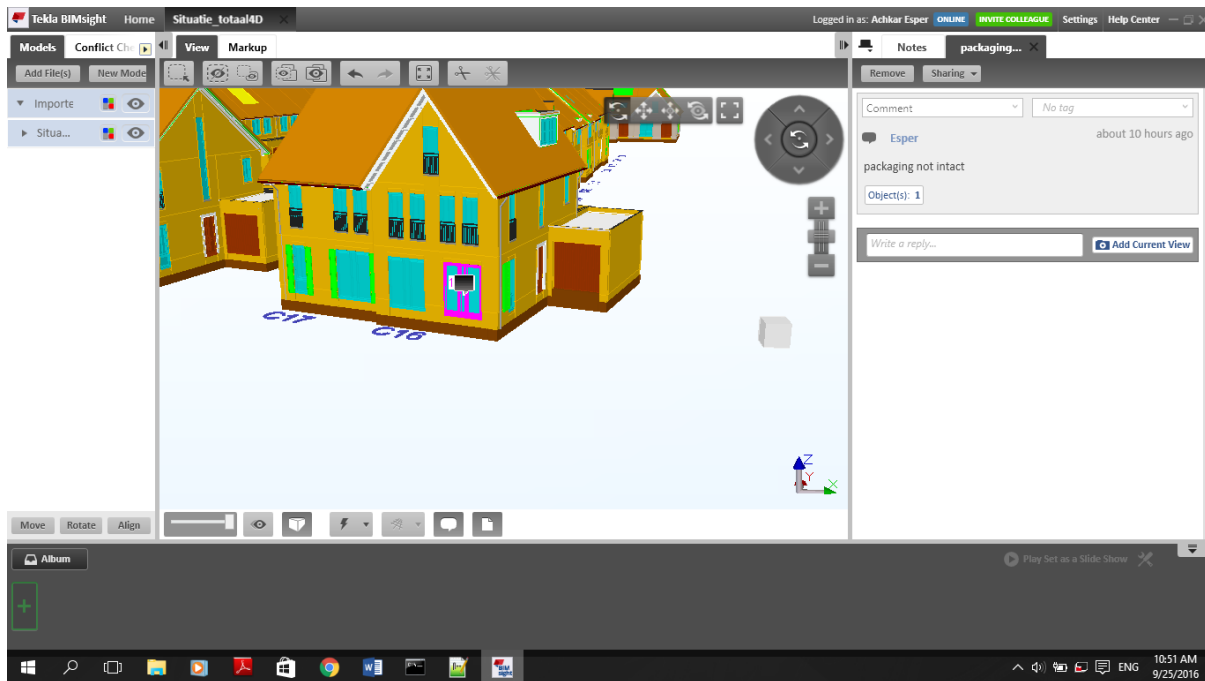 Tekla BIMsight Home Situatie_totaal4D Logged in as: Achkar Esper ONLINE INVITE COLLEAGUE Settings Help Center
Models Conflict Che View Markup Notes packaging...
Add File(s) New Mode Remove Sharing
Importe
Situa...
Comment No tag
Esper about 10 hours ago
packaging not intact
Object(s): 1
Write a reply... Add Current View
1
C17 C16
Z
Y
X
Move Rotate Align
Album Play Set as a Slide Show
ENG 10:51 AM
9/25/2016